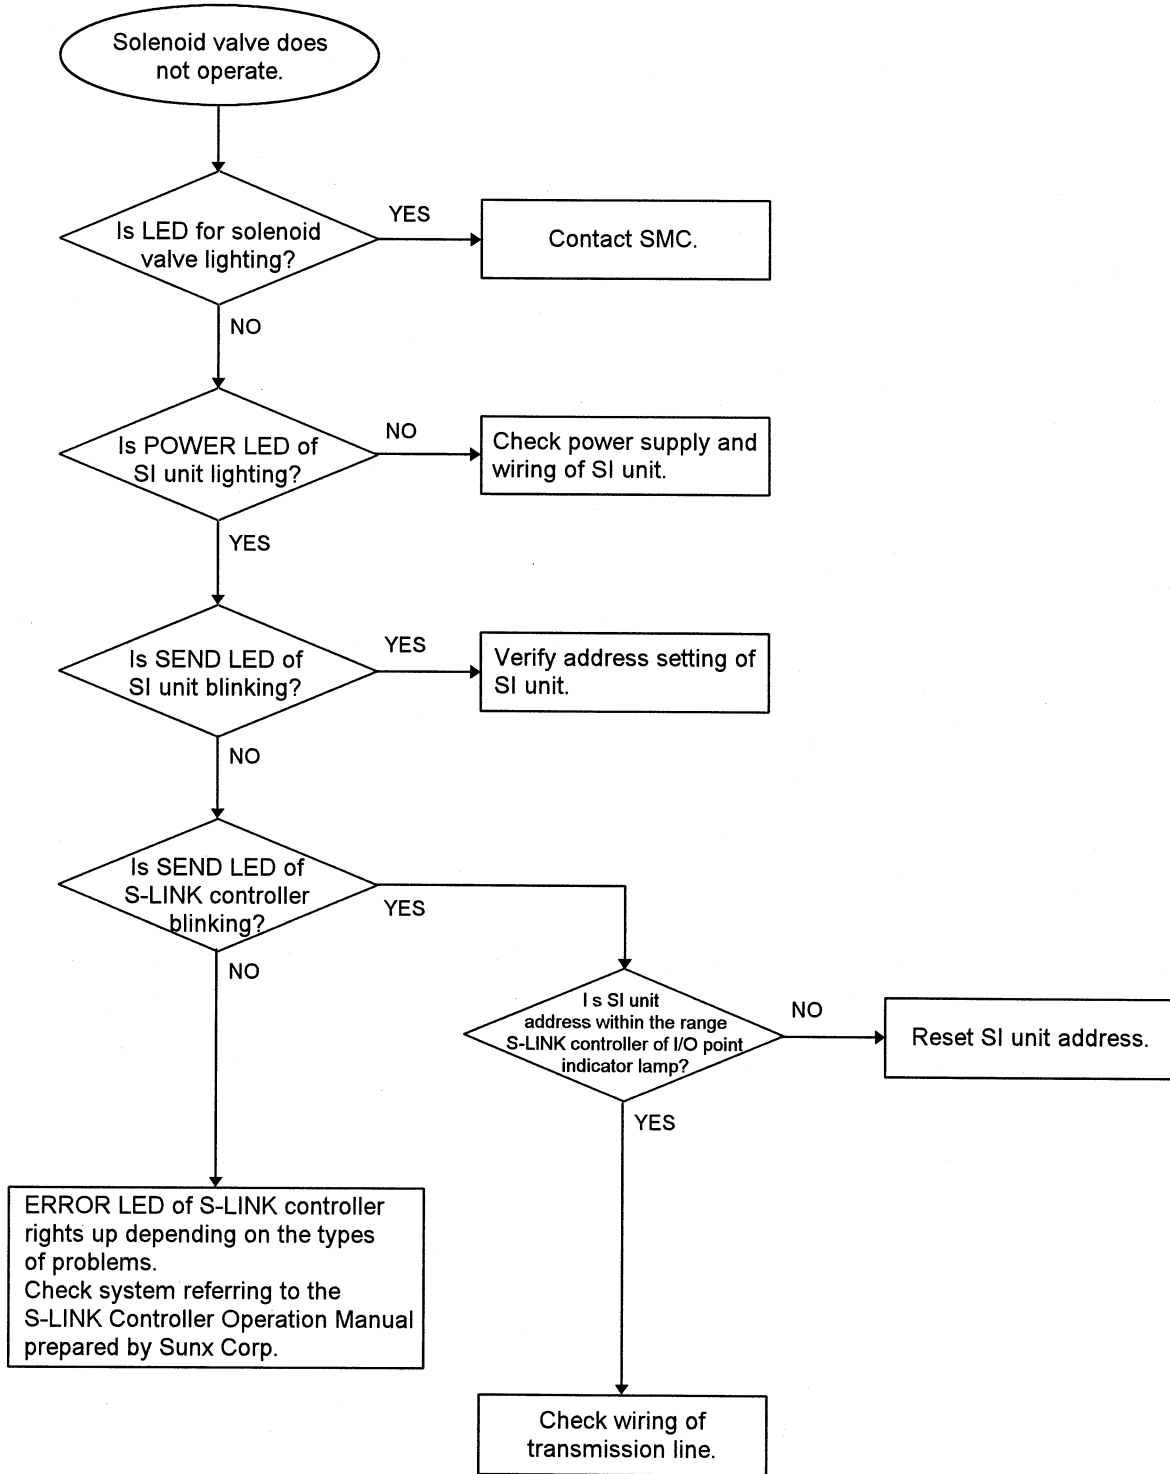 Solenoid valve does
not operate.
Is LED for solenoid
valve lighting?
YES
Contact SMC.
NO
Is POWER LED of
SI unit lighting?
NO
Check power supply and
wiring of SI unit.
YES
Is SEND LED of
SI unit blinking?
YES
Verify address setting of
SI unit.
NO
Is SEND LED of
S-LINK controller
blinking?
YES
NO
I s SI unit
address within the range
S-LINK controller of I/O point
indicator lamp?
NO
Reset SI unit address.
YES
ERROR LED of S-LINK controller
rights up depending on the types
of problems.
Check system referring to the
S-LINK Controller Operation Manual
prepared by Sunx Corp.
Check wiring of
transmission line.